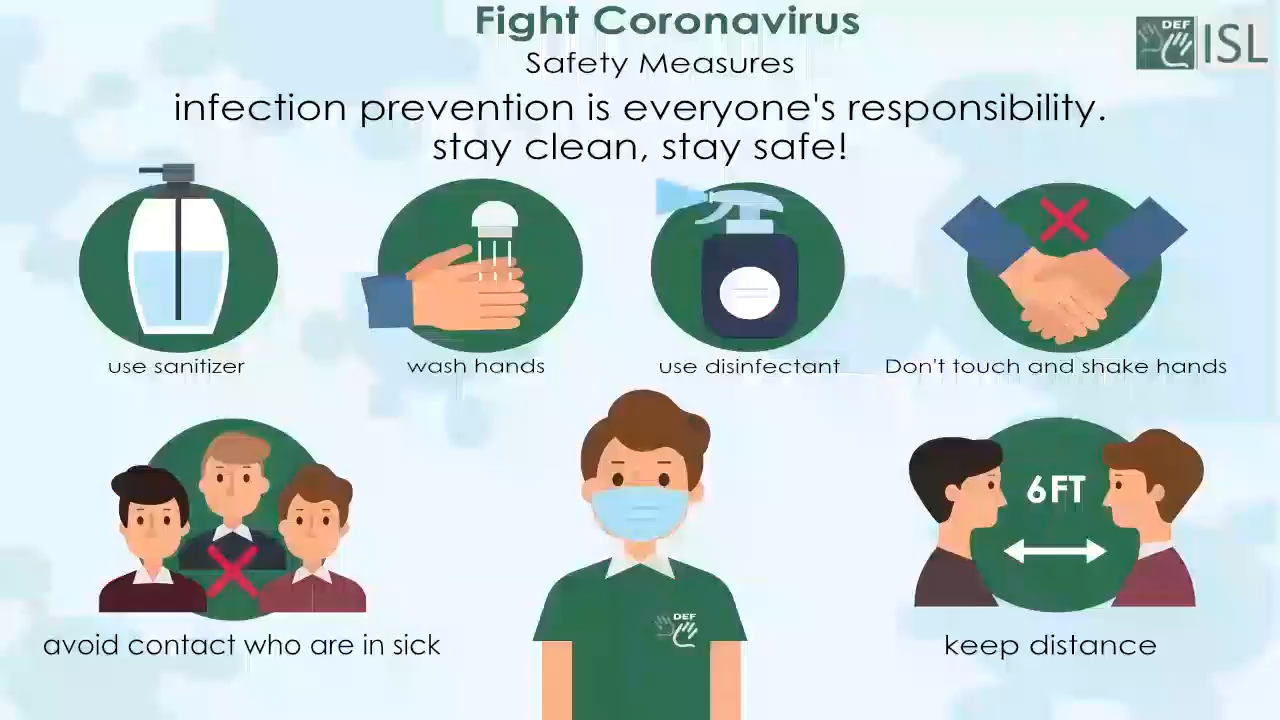 Fight Coronavirus
DEF
ISL
Safety Measures
infection prevention is everyone's responsibility.
stay clean, stay safe!
use sanitizer
wash hands
use disinfectant
Don't touch and shake hands
6FT
DEF
avoid contact who are in sick
keep distance